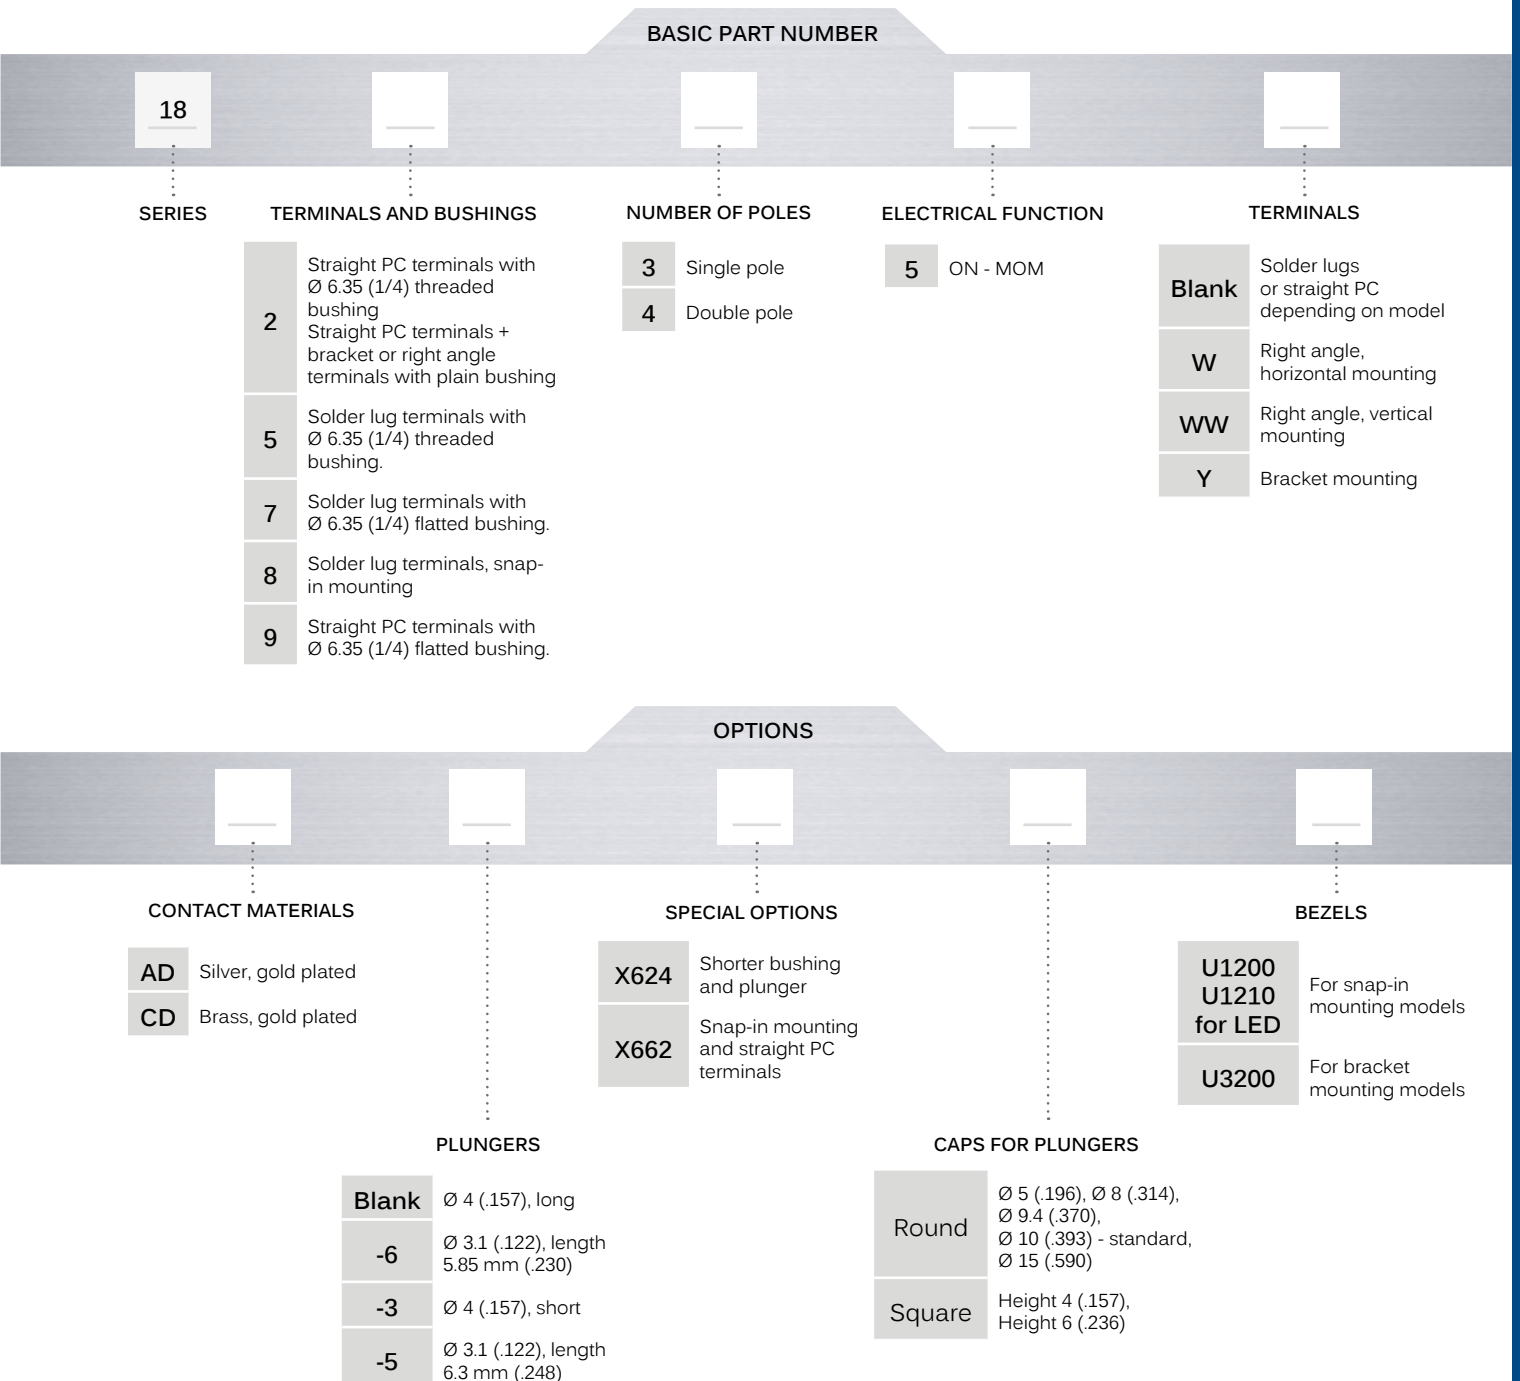 BASIC PART NUMBER
18
SERIES
TERMINALS AND BUSHINGS
2
Straight PC terminals with
Ø 6.35 (1/4) threaded
bushing
Straight PC terminals +
bracket or right angle
terminals with plain bushing
5
Solder lug terminals with
Ø 6.35 (1/4) threaded
bushing.
7
Solder lug terminals with
Ø 6.35 (1/4) flatted bushing.
8
Solder lug terminals, snap-
in mounting
9
Straight PC terminals with
Ø 6.35 (1/4) flatted bushing.
NUMBER OF POLES
3
Single pole
4
Double pole
ELECTRICAL FUNCTION
5
ON - MOM
TERMINALS
Blank
Solder lugs
or straight PC
depending on model
W
Right angle,
horizontal mounting
WW
Right angle, vertical
mounting
Y
Bracket mounting
OPTIONS
CONTACT MATERIALS
AD
Silver, gold plated
CD
Brass, gold plated
PLUNGERS
Blank
Ø 4 (.157), long
-6
Ø 3.1 (.122), length
5.85 mm (.230)
-3
Ø 4 (.157), short
-5
Ø 3.1 (.122), length
6.3 mm (.248)
SPECIAL OPTIONS
X624
Shorter bushing
and plunger
X662
Snap-in mounting
and straight PC
terminals
CAPS FOR PLUNGERS
Round
Ø 5 (.196), Ø 8 (.314),
Ø 9.4 (.370),
Ø 10 (.393) - standard,
Ø 15 (.590)
Square
Height 4 (.157),
Height 6 (.236)
BEZELS
U1200
U1210
for LED
For snap-in
mounting models
U3200
For bracket
mounting models